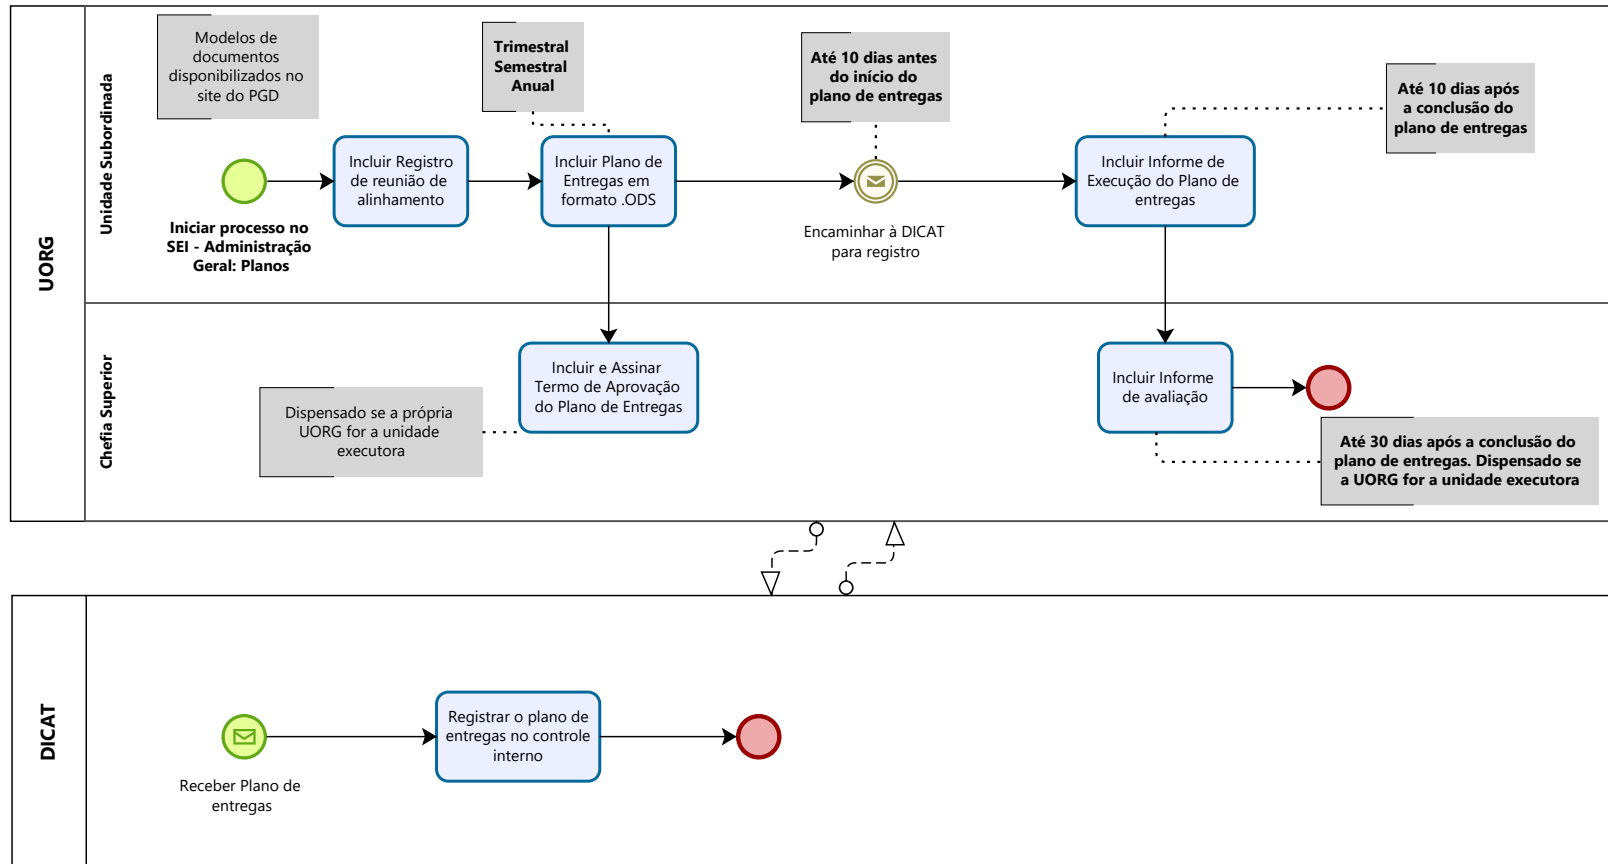 UORG
Unidade Subordinada
Modelos de
documentos
disponibilizados no
site do PGD
Trimestral
Semestral
Anual
Até 10 dias antes
do início do
plano de entregas
Até 10 dias após
a conclusão do
plano de entregas
Iniciar processo no
SEI - Administração
Geral: Planos
Incluir Registro
de reunião de
alinhamento
Incluir Plano de
Entregas em
formato .ODS
Encaminhar à DICAT
para registro
Incluir Informe de
Execução do Plano de
entregas
Chefia Superior
Dispensado se a própria
UORG for a unidade
executora
Incluir e Assinar
Termo de Aprovação
do Plano de Entregas
Incluir Informe
de avaliação
Até 30 dias após a conclusão do
plano de entregas. Dispensado se
a UORG for a unidade executora
DICAT
Receber Plano de
entregas
Registrar o plano de
entregas no controle
interno